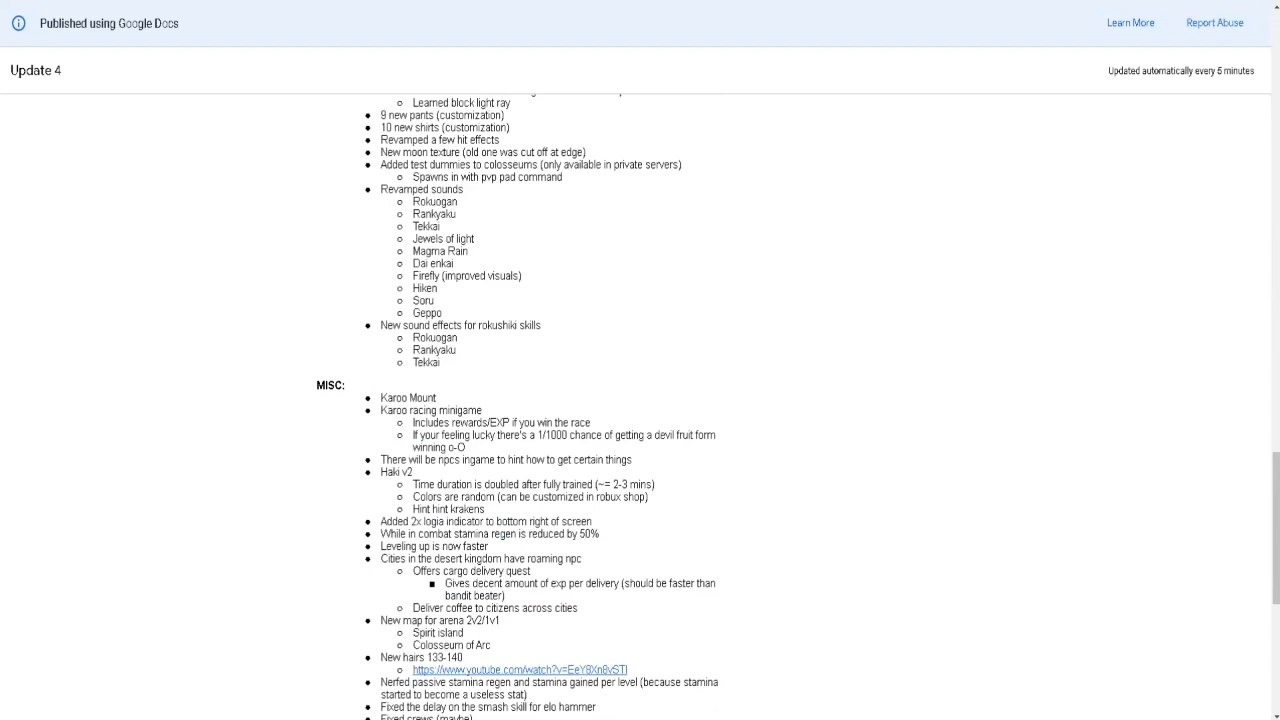 Published using Google Docs
Learn More
Report Abuse
Update 4
Updated automatically every 5 minutes
○ Learned block light ray
● 9 new pants (customization)
● 10 new shirts (customization)
● Revamped a few hit effects
● New moon texture (old one was cut off at edge)
● Added test dummies to colosseums (only available in private servers)
○ Spawns in with pvp pad command
● Revamped sounds
○ Rokuogan
○ Rankyaku
○ Tekkai
○ Jewels of light
○ Magma Rain
○ Dai enkai
○ Firefly (improved visuals)
○ Hiken
○ Soru
○ Geppo
● New sound effects for rokushiki skills
○ Rokuogan
○ Rankyaku
○ Tekkai
MISC:
● Karoo Mount
● Karoo racing minigame
○ Includes rewards/EXP if you win the race
○ If your feeling lucky there's a 1/1000 chance of getting a devil fruit form
winning o-O
● There will be npcs ingame to hint how to get certain things
● Haki v2
○ Time duration is doubled after fully trained (~= 2-3 mins)
○ Colors are random (can be customized in robux shop)
○ Hint hint krakens
● Added 2x logia indicator to bottom right of screen
● While in combat stamina regen is reduced by 50%
● Leveling up is now faster
● Cities in the desert kingdom have roaming npc
○ Offers cargo delivery quest
■ Gives decent amount of exp per delivery (should be faster than
bandit beater)
○ Deliver coffee to citizens across cities
● New map for arena 2v2/1v1
○ Spirit island
○ Colosseum of Arc
● New hairs 133-140
○ https://www.youtube.com/watch?v=EeY8Xn8vSTI
● Nerfed passive stamina regen and stamina gained per level (because stamina
started to become a useless stat)
● Fixed the delay on the smash skill for elo hammer
● Fixed crews (maybe)